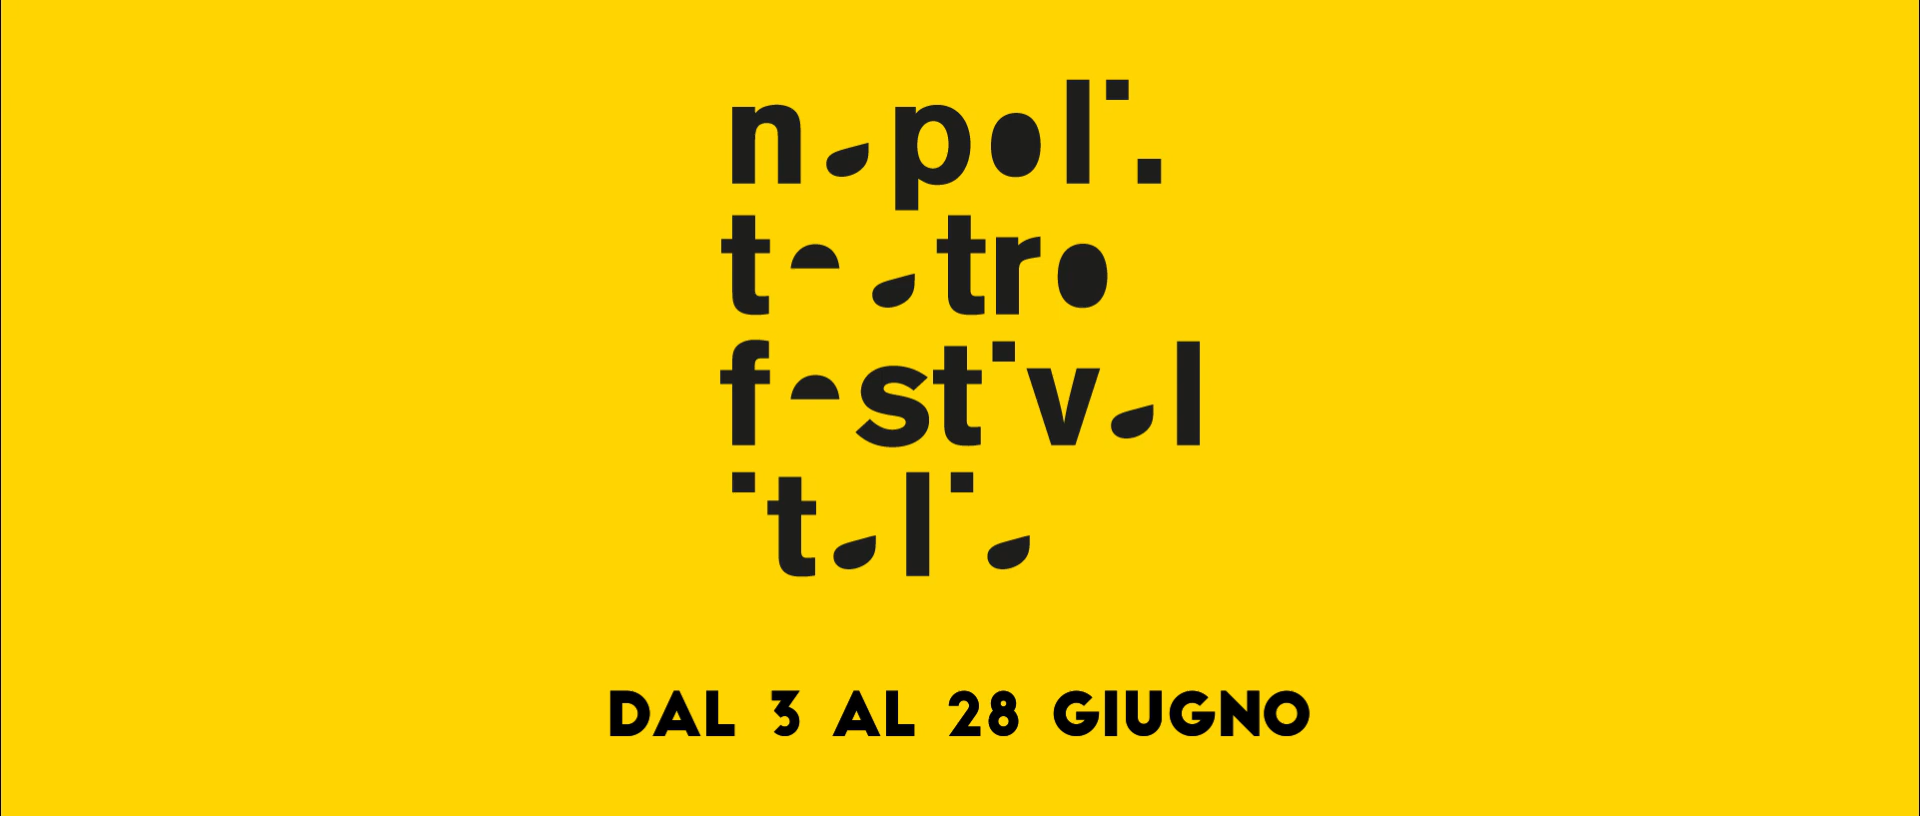 napoli.
teatro
festival
italia
DAL 3 AL 28 GIUGNO